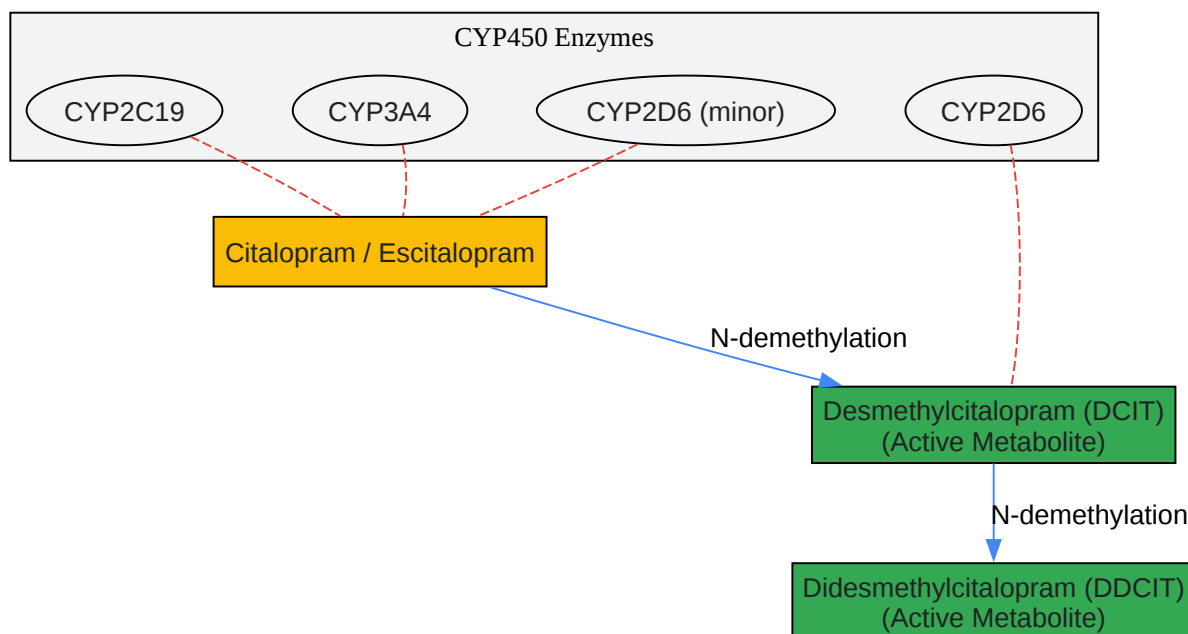 CYP450 Enzymes
CYP2C19
CYP3A4
CYP2D6 (minor)
CYP2D6
Citalopram / Escitalopram
N-demethylation
Desmethylcitalopram (DCIT)
(Active Metabolite)
N-demethylation
Didesmethylcitalopram (DDCIT)
(Active Metabolite)